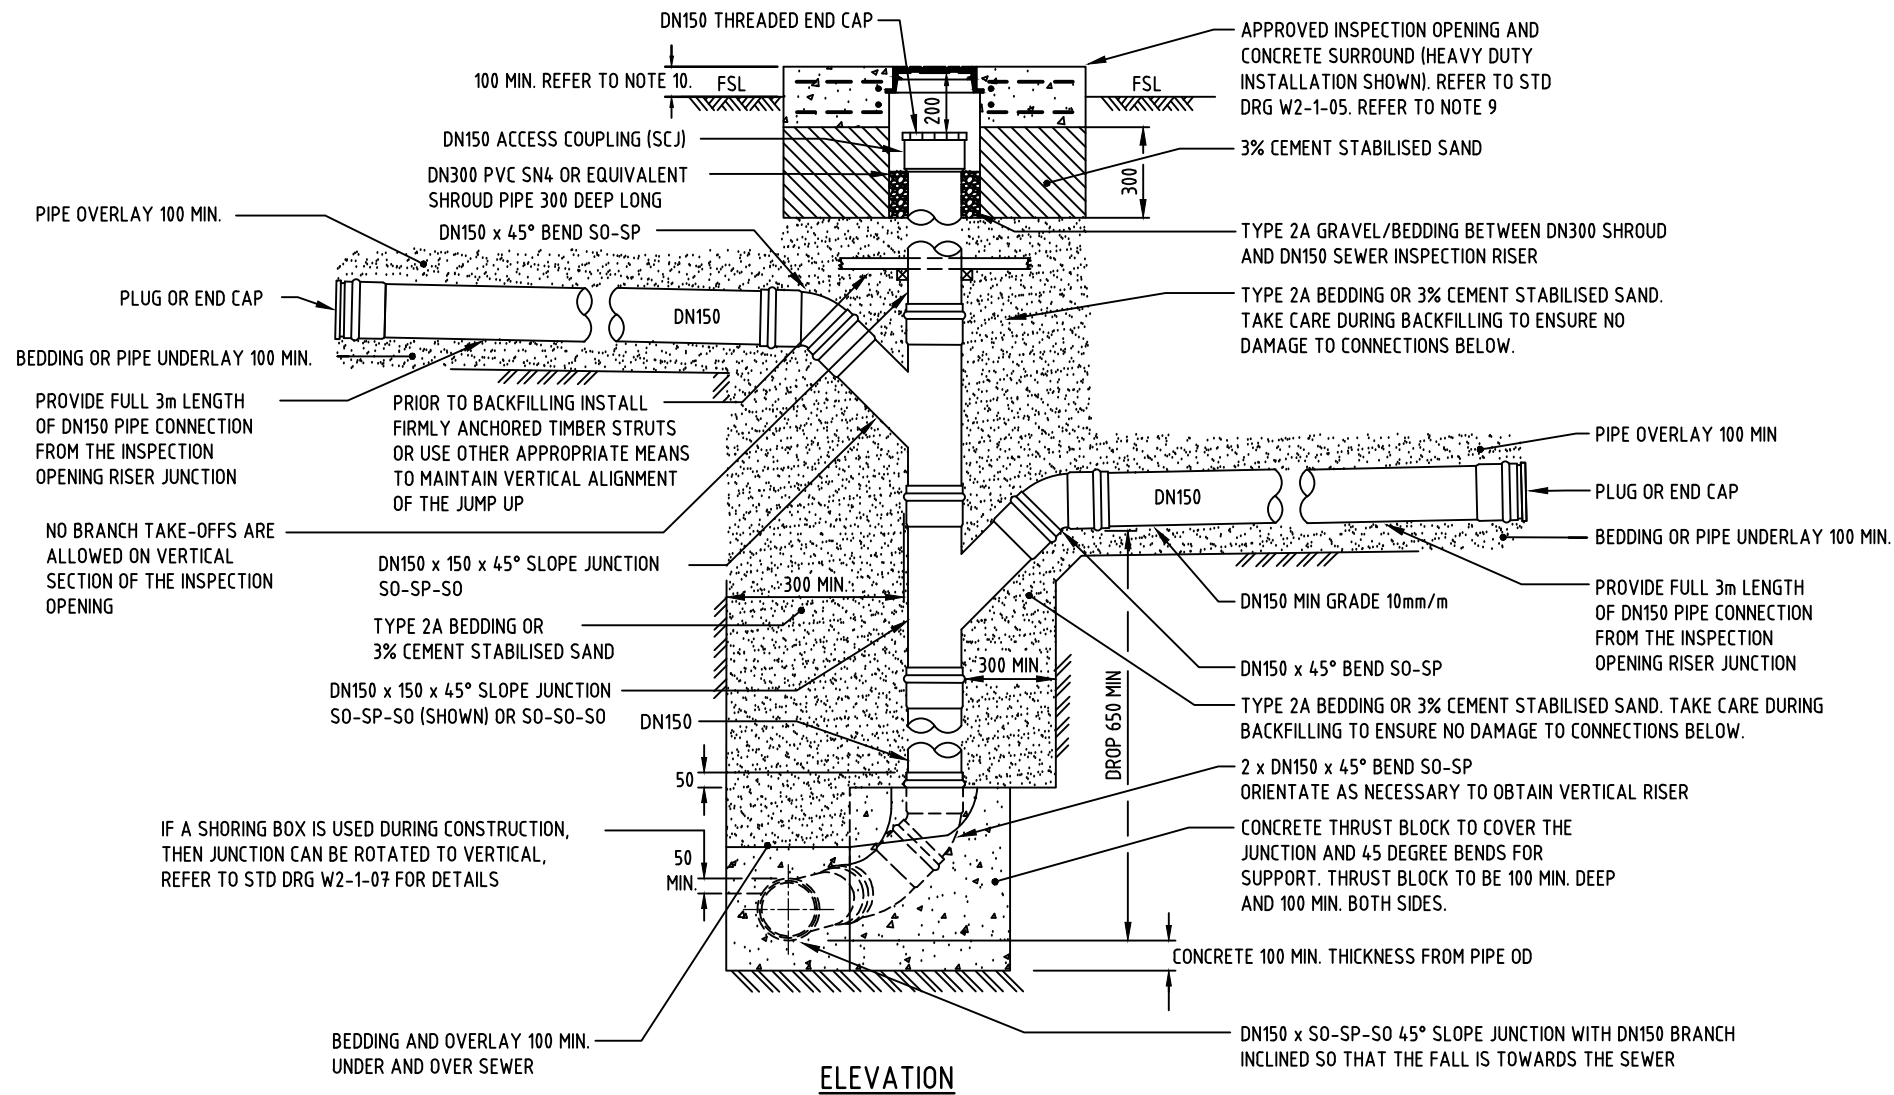 DN150 THREADED END CAP
100 MIN. REFER TO NOTE 10.
FSL
DN150 ACCESS COUPLING (SCJ)
DN300 PVC SN4 OR EQUIVALENT
SHROUD PIPE 300 DEEP LONG
PIPE OVERLAY 100 MIN.
DN150 x 45° BEND SO-SP
PLUG OR END CAP
DN150
BEDDING OR PIPE UNDERLAY 100 MIN.
PROVIDE FULL 3m LENGTH
OF DN150 PIPE CONNECTION
FROM THE INSPECTION
OPENING RISER JUNCTION
PRIOR TO BACKFILLING INSTALL
FIRMLY ANCHORED TIMBER STRUTS
OR USE OTHER APPROPRIATE MEANS
TO MAINTAIN VERTICAL ALIGNMENT
OF THE JUMP UP
NO BRANCH TAKE-OFFS ARE
ALLOWED ON VERTICAL
SECTION OF THE INSPECTION
OPENING
DN150 x 150 x 45° SLOPE JUNCTION
SO-SP-SO
300 MIN.
TYPE 2A BEDDING OR
3% CEMENT STABILISED SAND
DN150 x 150 x 45° SLOPE JUNCTION
SO-SP-SO (SHOWN) OR SO-SO-SO
DN150
50
IF A SHORING BOX IS USED DURING CONSTRUCTION,
THEN JUNCTION CAN BE ROTATED TO VERTICAL,
REFER TO STD DRG W2-1-07 FOR DETAILS
50
MIN.
BEDDING AND OVERLAY 100 MIN.
UNDER AND OVER SEWER
200
300
300 MIN.
DROP 650 MIN
APPROVED INSPECTION OPENING AND
CONCRETE SURROUND (HEAVY DUTY
INSTALLATION SHOWN). REFER TO STD
DRG W2-1-05. REFER TO NOTE 9
FSL
3% CEMENT STABILISED SAND
TYPE 2A GRAVEL/BEDDING BETWEEN DN300 SHROUD
AND DN150 SEWER INSPECTION RISER
TYPE 2A BEDDING OR 3% CEMENT STABILISED SAND.
TAKE CARE DURING BACKFILLING TO ENSURE NO
DAMAGE TO CONNECTIONS BELOW.
PIPE OVERLAY 100 MIN
DN150
PLUG OR END CAP
BEDDING OR PIPE UNDERLAY 100 MIN.
PROVIDE FULL 3m LENGTH
OF DN150 PIPE CONNECTION
FROM THE INSPECTION
OPENING RISER JUNCTION
DN150 MIN GRADE 10mm/m
DN150 x 45° BEND SO-SP
TYPE 2A BEDDING OR 3% CEMENT STABILISED SAND. TAKE CARE DURING
BACKFILLING TO ENSURE NO DAMAGE TO CONNECTIONS BELOW.
2 x DN150 x 45° BEND SO-SP
ORIENTATE AS NECESSARY TO OBTAIN VERTICAL RISER
CONCRETE THRUST BLOCK TO COVER THE
JUNCTION AND 45 DEGREE BENDS FOR
SUPPORT. THRUST BLOCK TO BE 100 MIN. DEEP
AND 100 MIN. BOTH SIDES.
CONCRETE 100 MIN. THICKNESS FROM PIPE OD
DN150 x SO-SP-SO 45° SLOPE JUNCTION WITH DN150 BRANCH
INCLINED SO THAT THE FALL IS TOWARDS THE SEWER
ELEVATION